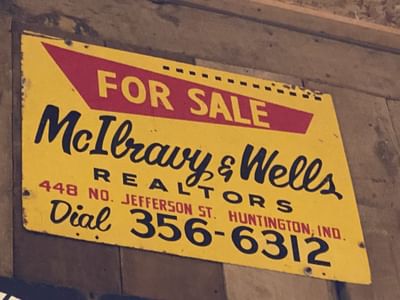 FOR SALE
McIlravy & Wells
REALTORS
448 NO. JEFFERSON ST. HUNTINGTON, IND.
Dial 356-6312